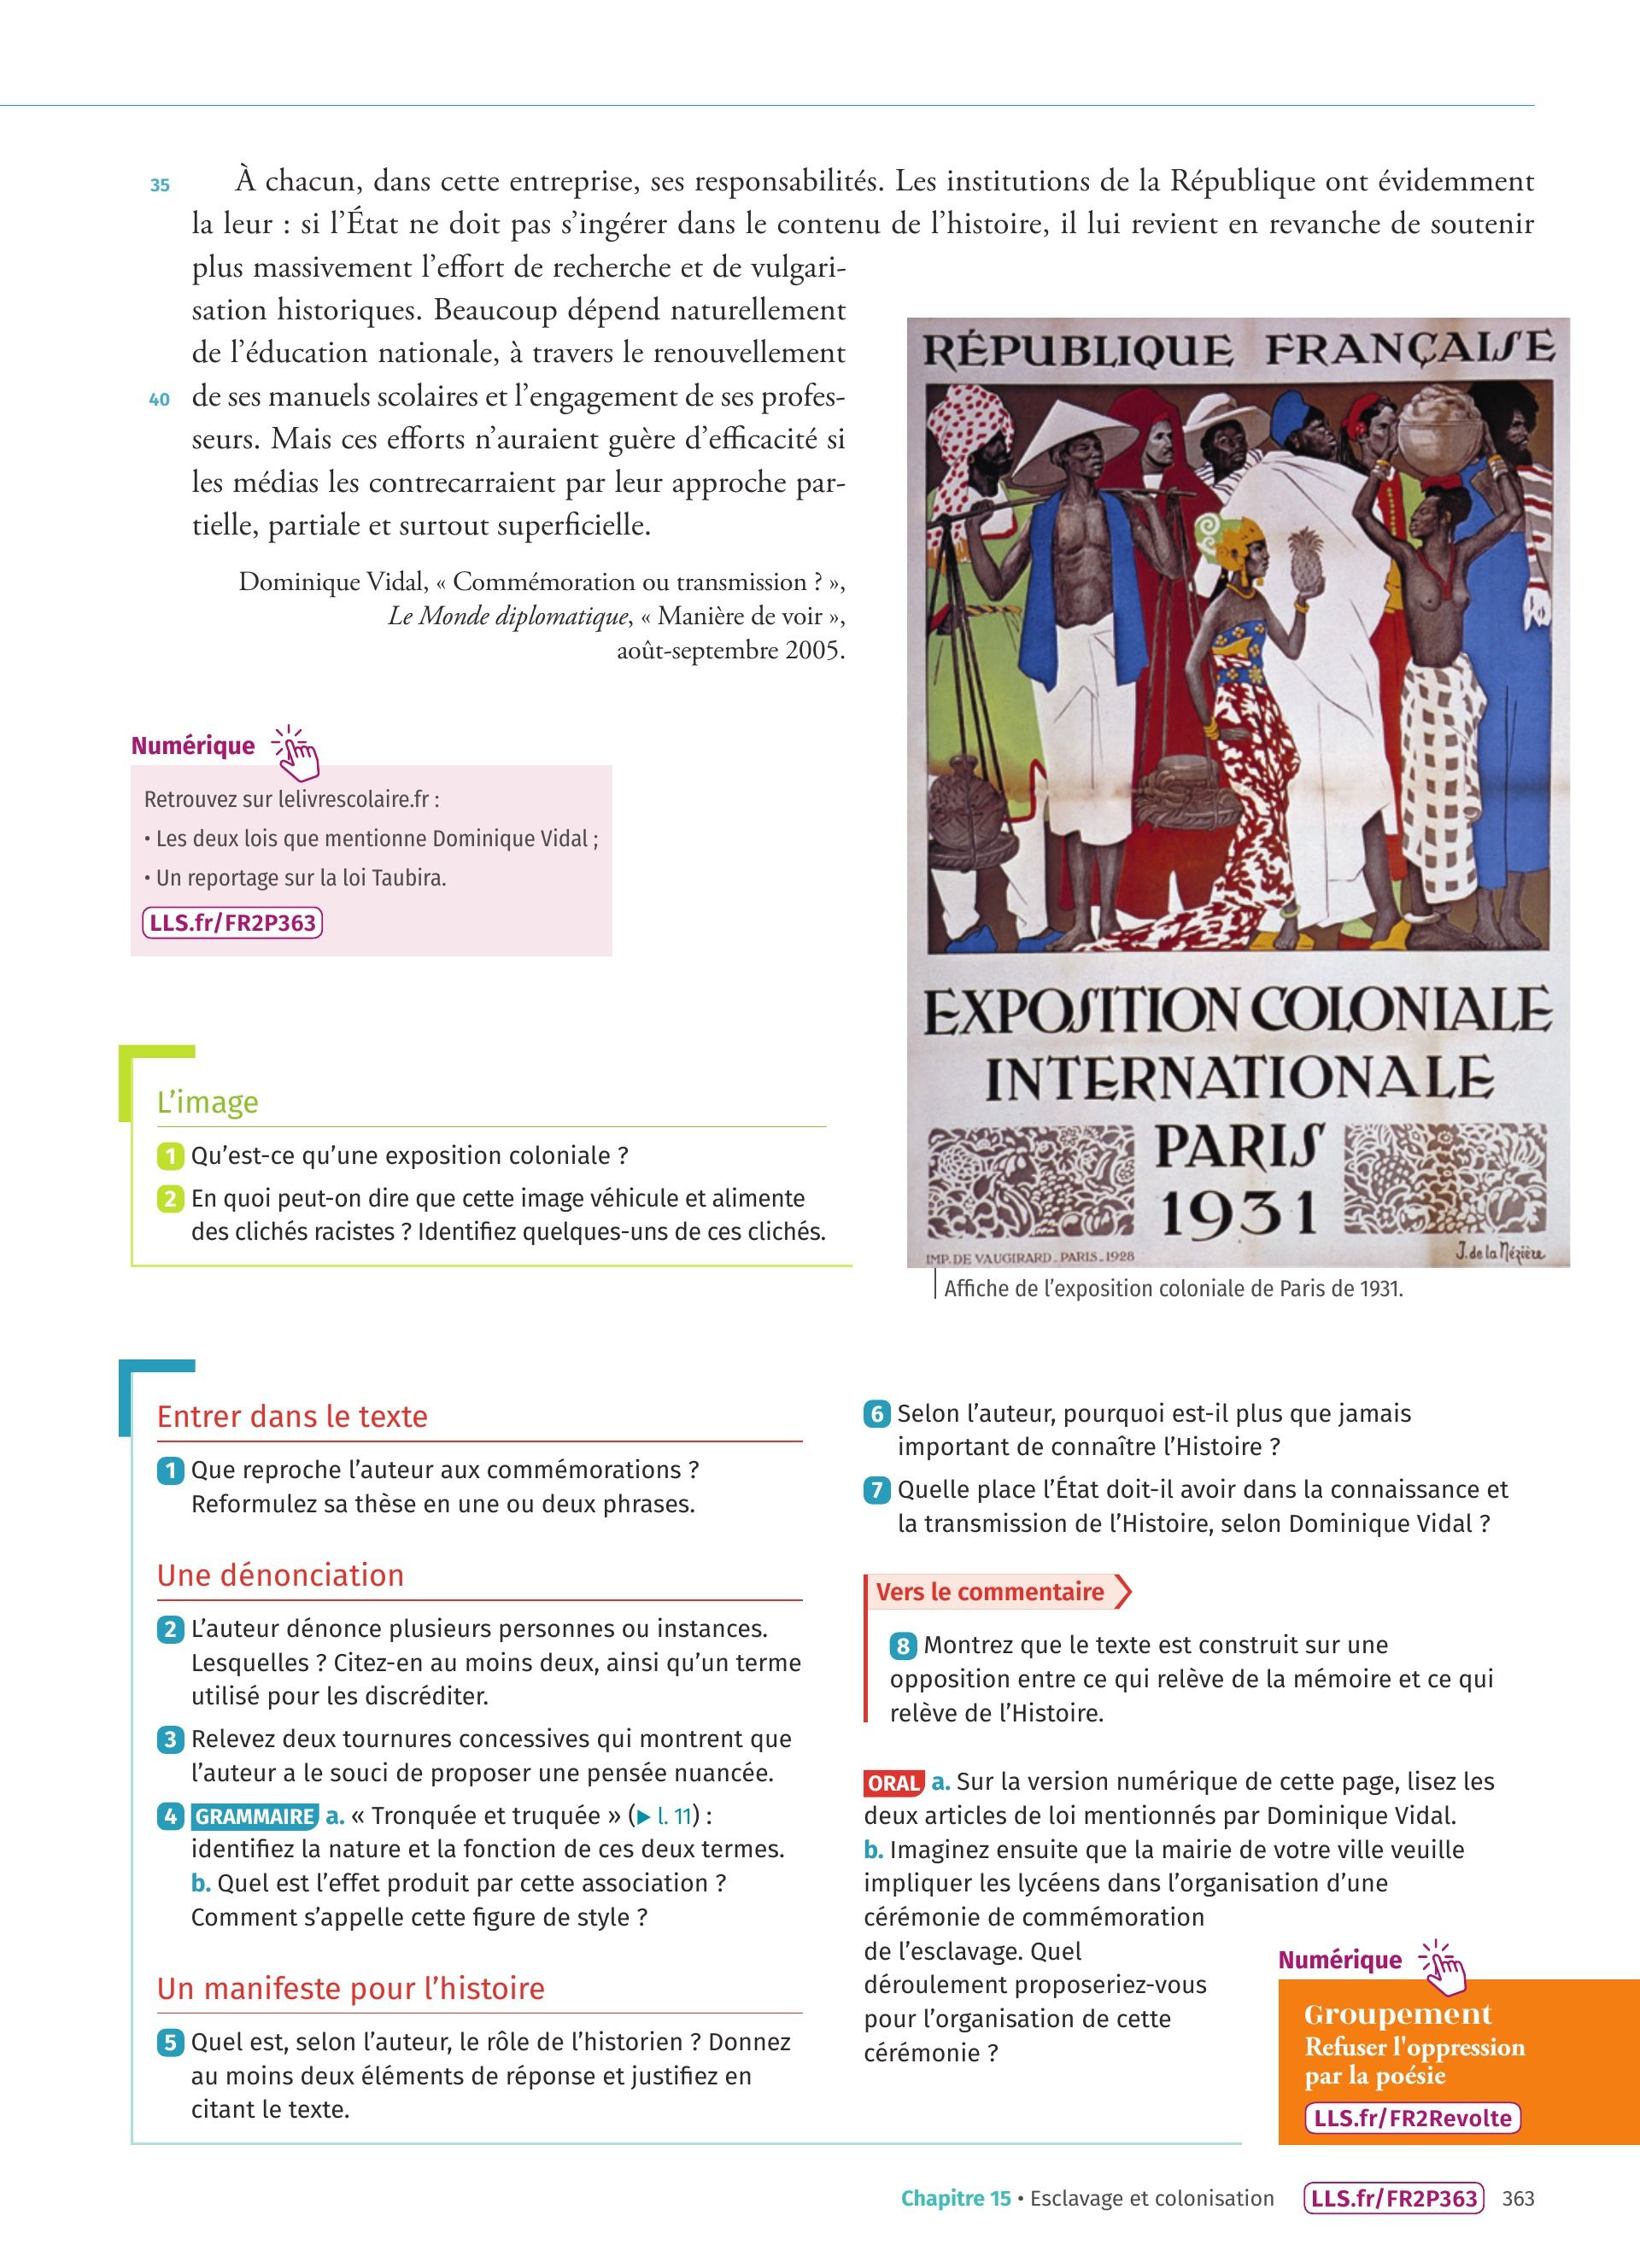 35 À chacun, dans cette entreprise, ses responsabilités. Les institutions de la République ont évidemment
la leur : si l’État ne doit pas s’ingérer dans le contenu de l’histoire, il lui revient en revanche de soutenir
plus massivement l’effort de recherche et de vulgari-
sation historiques. Beaucoup dépend naturellement
de l’éducation nationale, à travers le renouvellement
40 de ses manuels scolaires et l’engagement de ses profes-
seurs. Mais ces efforts n’auraient guère d’efficacité si
les médias les contrecarraient par leur approche par-
tielle, partiale et surtout superficielle.
Dominique Vidal, « Commémoration ou transmission ? »,
Le Monde diplomatique, « Manière de voir »,
août-septembre 2005.
Numérique
Retrouvez sur lelivrescolaire.fr :
• Les deux lois que mentionne Dominique Vidal ;
• Un reportage sur la loi Taubira.
LLS.fr/FR2P363
RÉPUBLIQUE FRANÇAISE
EXPOSITION COLONIALE
INTERNATIONALE
PARIS
1931
IMP. DE VAUGIRARD_PARIS_1928
J. de la Nézière
Affiche de l’exposition coloniale de Paris de 1931.
L’image
1 Qu’est-ce qu’une exposition coloniale ?
2 En quoi peut-on dire que cette image véhicule et alimente
des clichés racistes ? Identifiez quelques-uns de ces clichés.
Entrer dans le texte
1 Que reproche l’auteur aux commémorations ?
Reformulez sa thèse en une ou deux phrases.
Une dénonciation
2 L’auteur dénonce plusieurs personnes ou instances.
Lesquelles ? Citez-en au moins deux, ainsi qu’un terme
utilisé pour les discréditer.
3 Relevez deux tournures concessives qui montrent que
l’auteur a le souci de proposer une pensée nuancée.
4 GRAMMAIRE a. « Tronquée et truquée » (▶ l. 11) :
identifiez la nature et la fonction de ces deux termes.
b. Quel est l’effet produit par cette association ?
Comment s’appelle cette figure de style ?
Un manifeste pour l’histoire
5 Quel est, selon l’auteur, le rôle de l’historien ? Donnez
au moins deux éléments de réponse et justifiez en
citant le texte.
6 Selon l’auteur, pourquoi est-il plus que jamais
important de connaître l’Histoire ?
7 Quelle place l’État doit-il avoir dans la connaissance et
la transmission de l’Histoire, selon Dominique Vidal ?
Vers le commentaire
8 Montrez que le texte est construit sur une
opposition entre ce qui relève de la mémoire et ce qui
relève de l’Histoire.
ORAL a. Sur la version numérique de cette page, lisez les
deux articles de loi mentionnés par Dominique Vidal.
b. Imaginez ensuite que la mairie de votre ville veuille
impliquer les lycéens dans l’organisation d’une
cérémonie de commémoration
de l’esclavage. Quel
déroulement proposeriez-vous
pour l’organisation de cette
cérémonie ?
Numérique
Groupement
Refuser l'oppression
par la poésie
LLS.fr/FR2Revolte
Chapitre 15 • Esclavage et colonisation LLS.fr/FR2P363 363